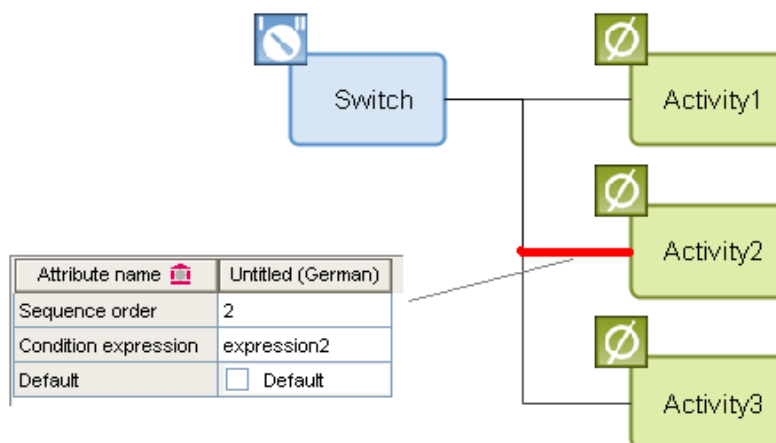 Switch
Activity1
Activity2
Attribute name Untitled (German)
Sequence order 2
Condition expression expression2
Default Default
Activity3